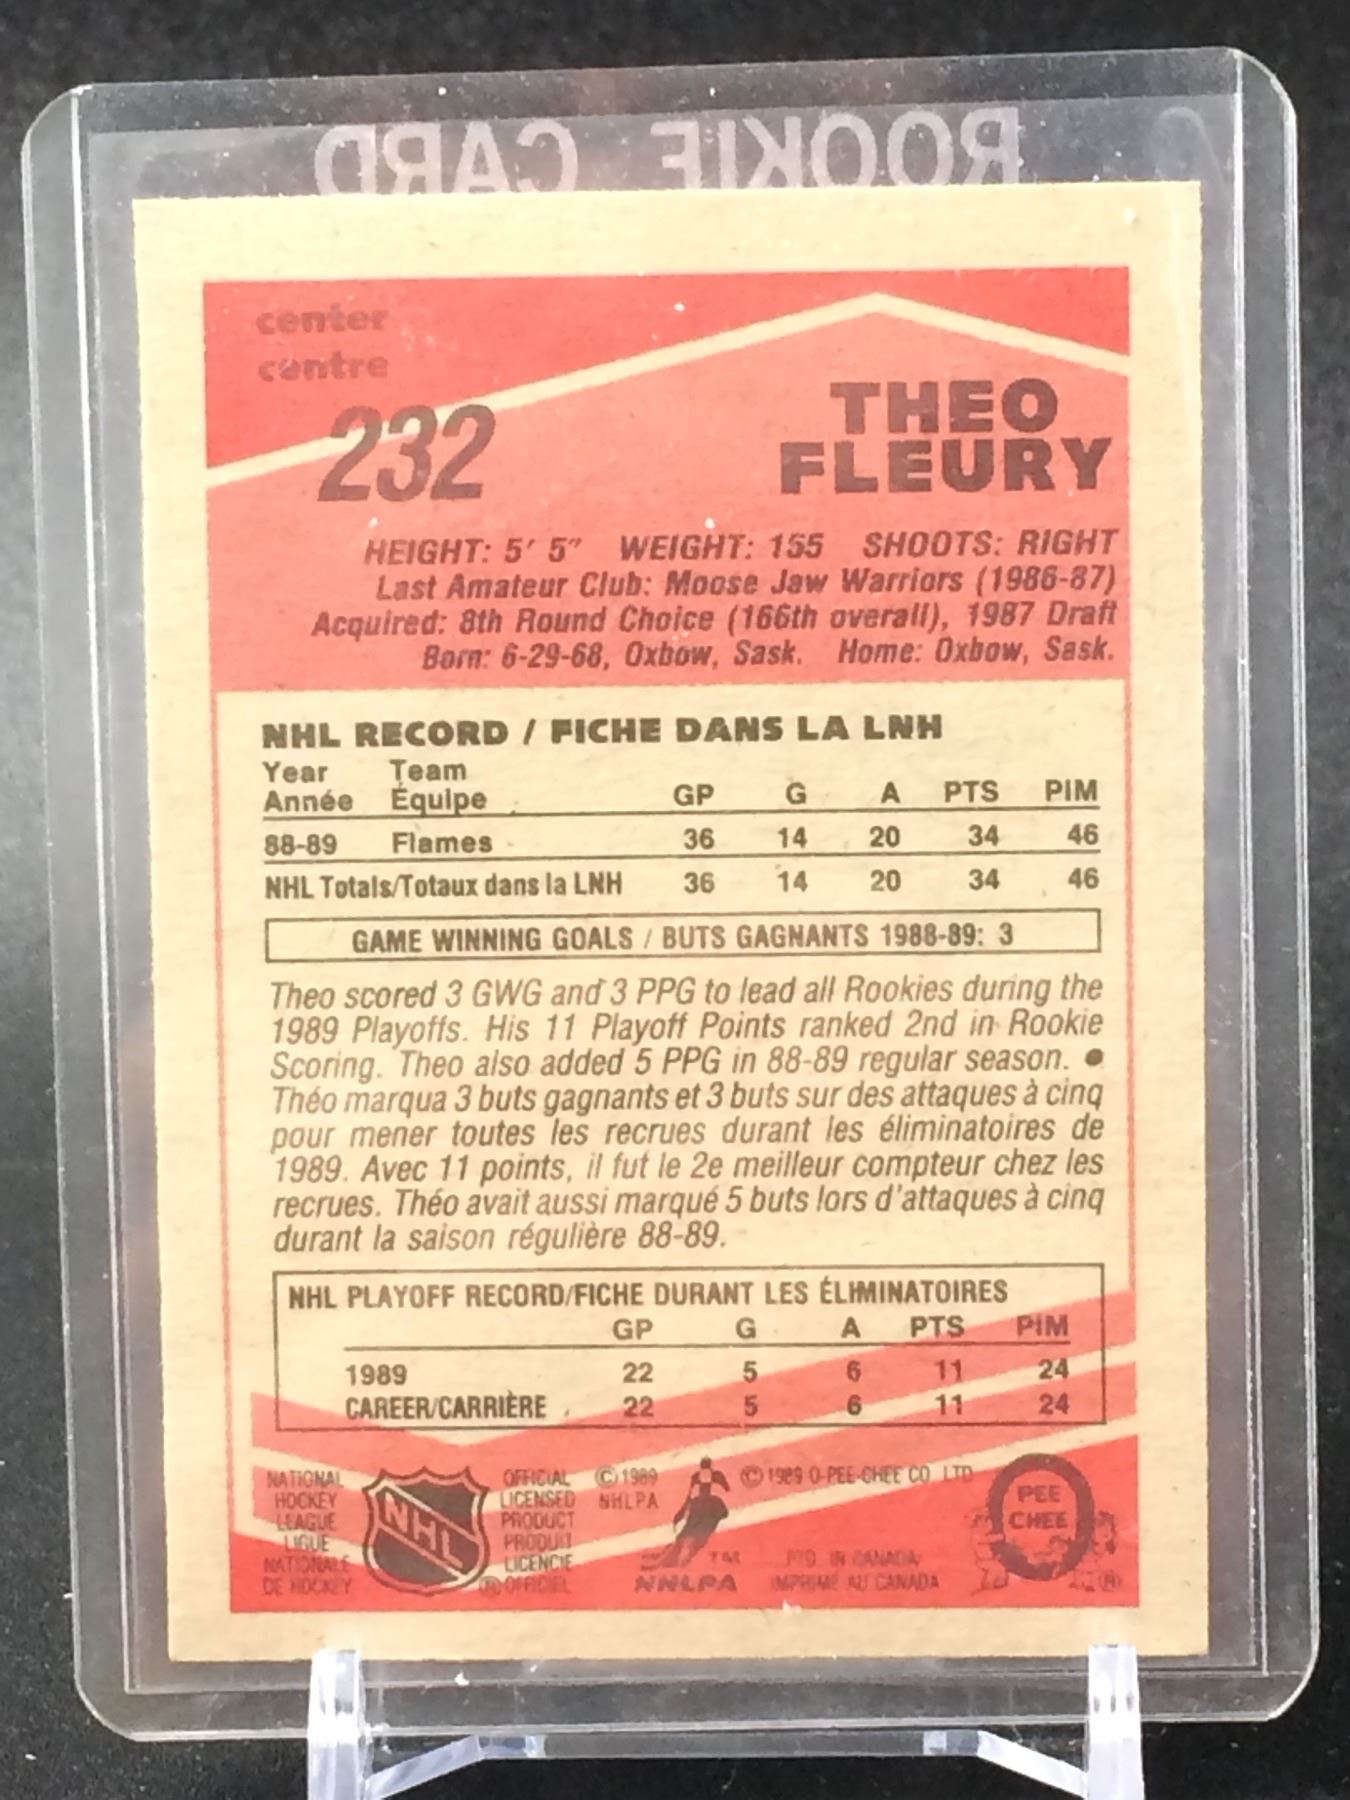 ROOKIE CARD
center
centre
232
THEO
FLEURY
HEIGHT: 5' 5" WEIGHT: 155 SHOOTS: RIGHT
Last Amateur Club: Moose Jaw Warriors (1986-87)
Acquired: 8th Round Choice (166th overall), 1987 Draft
Born: 6-29-68, Oxbow, Sask. Home: Oxbow, Sask.
NHL RECORD / FICHE DANS LA LNH
Year Team
Année Équipe GP G A PTS PIM
88-89 Flames 36 14 20 34 46
NHL Totals/Totaux dans la LNH 36 14 20 34 46
GAME WINNING GOALS / BUTS GAGNANTS 1988-89: 3
Theo scored 3 GWG and 3 PPG to lead all Rookies during the
1989 Playoffs. His 11 Playoff Points ranked 2nd in Rookie
Scoring. Theo also added 5 PPG in 88-89 regular season. •
Théo marqua 3 buts gagnants et 3 buts sur des attaques à cinq
pour mener toutes les recrues durant les éliminatoires de
1989. Avec 11 points, il fut le 2e meilleur compteur chez les
recrues. Théo avait aussi marqué 5 buts lors d'attaques à cinq
durant la saison régulière 88-89.
NHL PLAYOFF RECORD/FICHE DURANT LES ÉLIMINATOIRES
GP G A PTS PIM
1989 22 5 6 11 24
CAREER/CARRIÈRE 22 5 6 11 24
NATIONAL
HOCKEY
LEAGUE
LIGUE
NATIONALE
DE HOCKEY
NHL
OFFICIAL
LICENSED
PRODUCT
PRODUIT
LICENCIE
® OFFICIEL
© 1989
NHLPA
TM
NHLPA
© 1989 O-PEE-CHEE CO. LTD.
PTD. IN CANADA
IMPRIMÉ AU CANADA
O
PEE
CHEE
®